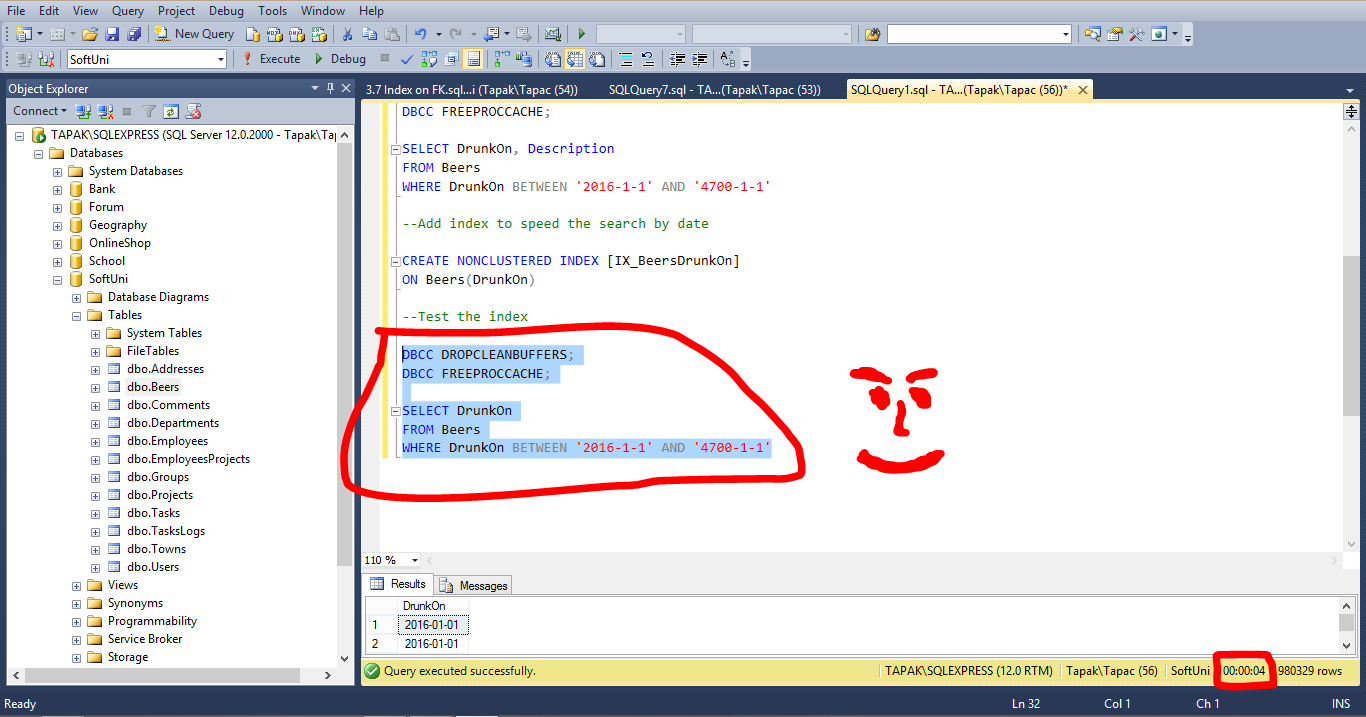 File Edit View Query Project Debug Tools Window Help
New Query
SoftUni Execute Debug
Object Explorer
Connect
TAPAK\SQLEXPRESS (SQL Server 12.0.2000 - Tapak\Tap
Databases
System Databases
Bank
Forum
Geography
OnlineShop
School
SoftUni
Database Diagrams
Tables
System Tables
FileTables
dbo.Addresses
dbo.Beers
dbo.Comments
dbo.Departments
dbo.Employees
dbo.EmployeesProjects
dbo.Groups
dbo.Projects
dbo.Tasks
dbo.TasksLogs
dbo.Towns
dbo.Users
Views
Synonyms
Programmability
Service Broker
Storage
3.7 Index on FK.sql...i (Tapak\Tapac (54)) SQLQuery7.sql - TA...(Tapak\Tapac (53)) SQLQuery1.sql - TA...(Tapak\Tapac (56))*
DBCC FREEPROCCACHE;
SELECT DrunkOn, Description
FROM Beers
WHERE DrunkOn BETWEEN '2016-1-1' AND '4700-1-1'
--Add index to speed the search by date
CREATE NONCLUSTERED INDEX [IX_BeersDrunkOn]
ON Beers(DrunkOn)
--Test the index
DBCC DROPCLEANBUFFERS;
DBCC FREEPROCCACHE;
SELECT DrunkOn
FROM Beers
WHERE DrunkOn BETWEEN '2016-1-1' AND '4700-1-1'
110 %
Results Messages
DrunkOn
1 2016-01-01
2 2016-01-01
Query executed successfully. TAPAK\SQLEXPRESS (12.0 RTM) Tapak\Tapac (56) SoftUni 00:00:04 980329 rows
Ready Ln 32 Col 1 Ch 1 INS